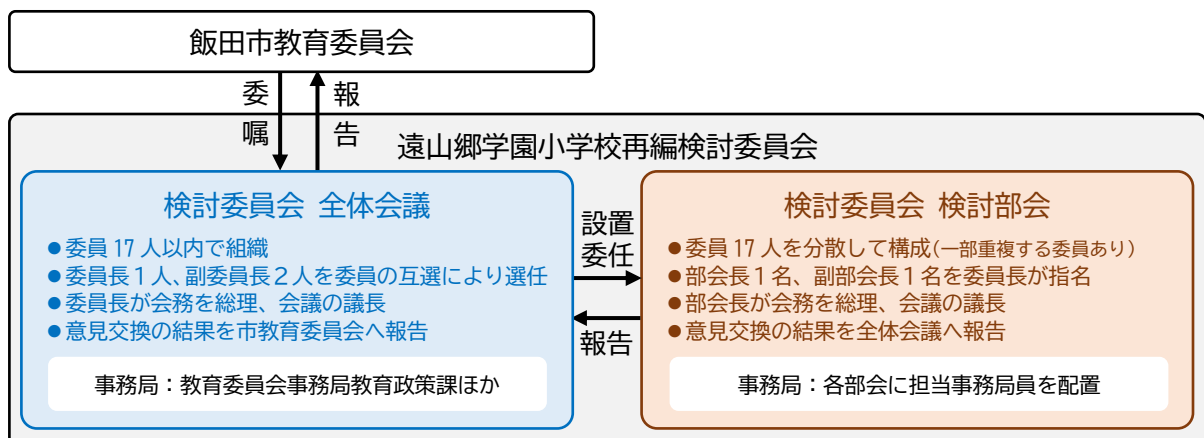 飯田市教育委員会
委嘱
報告
遠山郷学園小学校再編検討委員会
検討委員会 全体会議
●委員17人以内で組織
●委員長1人、副委員長2人を委員の互選により選任
●委員長が会務を総理、会議の議長
●意見交換の結果を市教育委員会へ報告
事務局：教育委員会事務局教育政策課ほか
設置
委任
報告
検討委員会 検討部会
●委員17人を分散して構成(一部重複する委員あり)
●部会長1名、副部会長1名を委員長が指名
●部会長が会務を総理、会議の議長
●意見交換の結果を全体会議へ報告
事務局：各部会に担当事務局員を配置